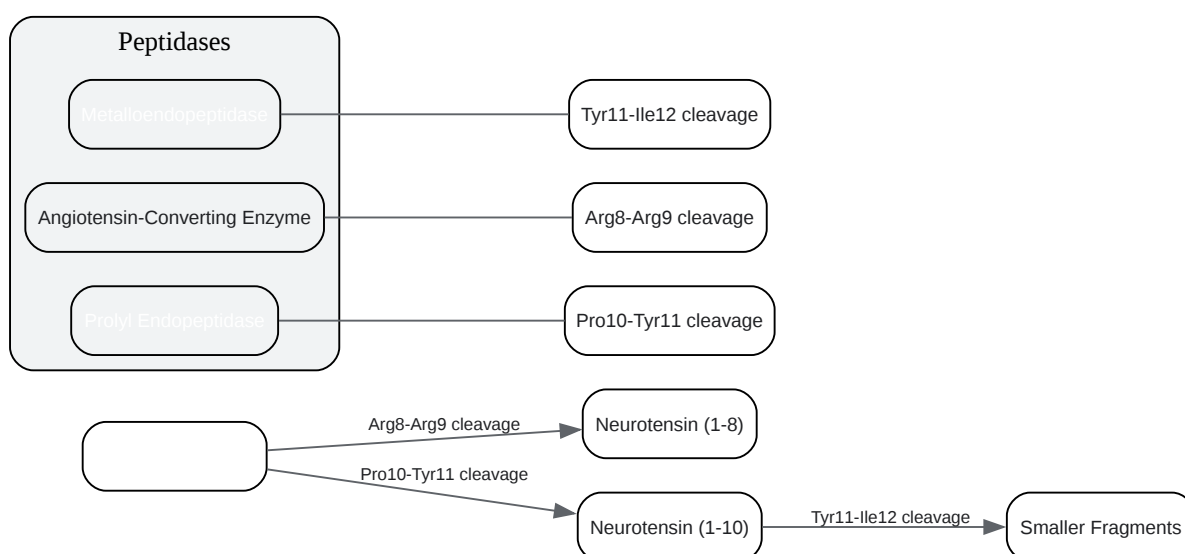 Peptidases
Metalloendopeptidase
Tyr11-Ile12 cleavage
Angiotensin-Converting Enzyme
Arg8-Arg9 cleavage
Prolyl Endopeptidase
Pro10-Tyr11 cleavage
Arg8-Arg9 cleavage
Neurotensin (1-8)
Pro10-Tyr11 cleavage
Neurotensin (1-10)
Tyr11-Ile12 cleavage
Smaller Fragments